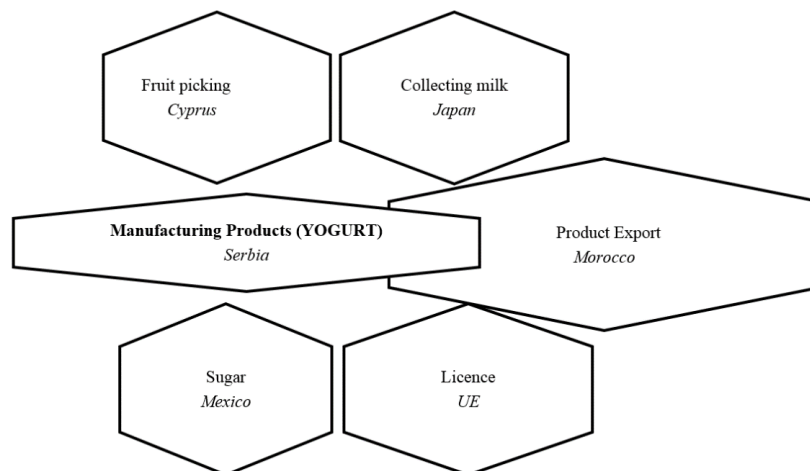 Fruit picking
Cyprus
Collecting milk
Japan
Manufacturing Products (YOGURT)
Serbia
Product Export
Morocco
Sugar
Mexico
Licence
UE